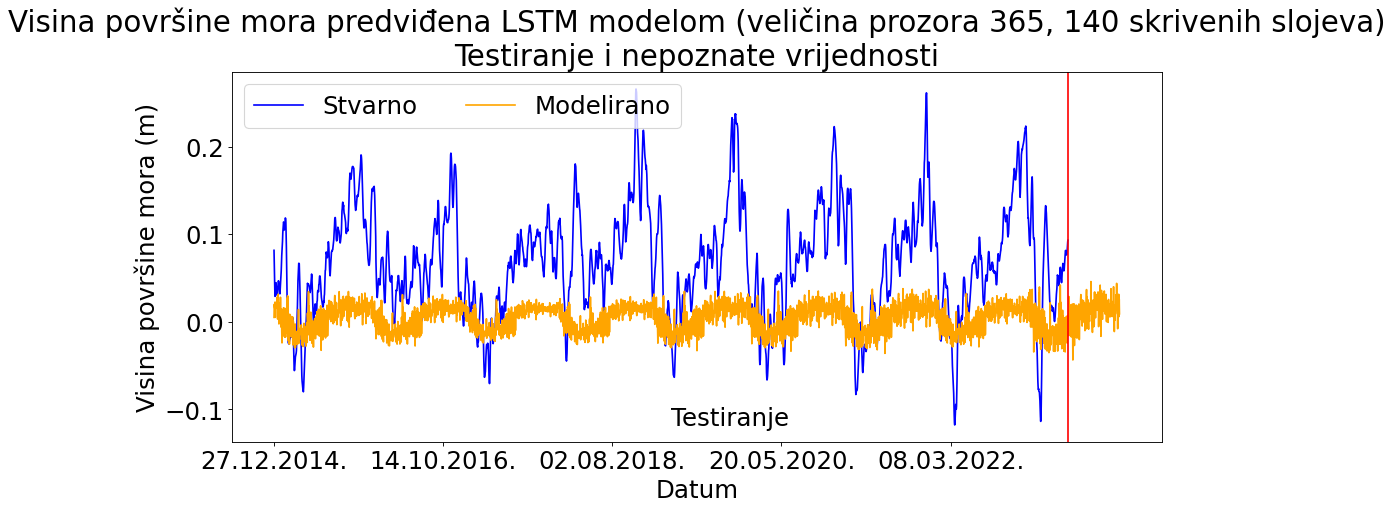 Visina površine mora predviđena LSTM modelom (veličina prozora 365, 140 skrivenih slojeva)
Testiranje i nepoznate vrijednosti
Stvarno
Modelirano
Visina površine mora (m)
0.2
0.1
0.0
−0.1
Testiranje
27.12.2014.
14.10.2016.
02.08.2018.
20.05.2020.
08.03.2022.
Datum